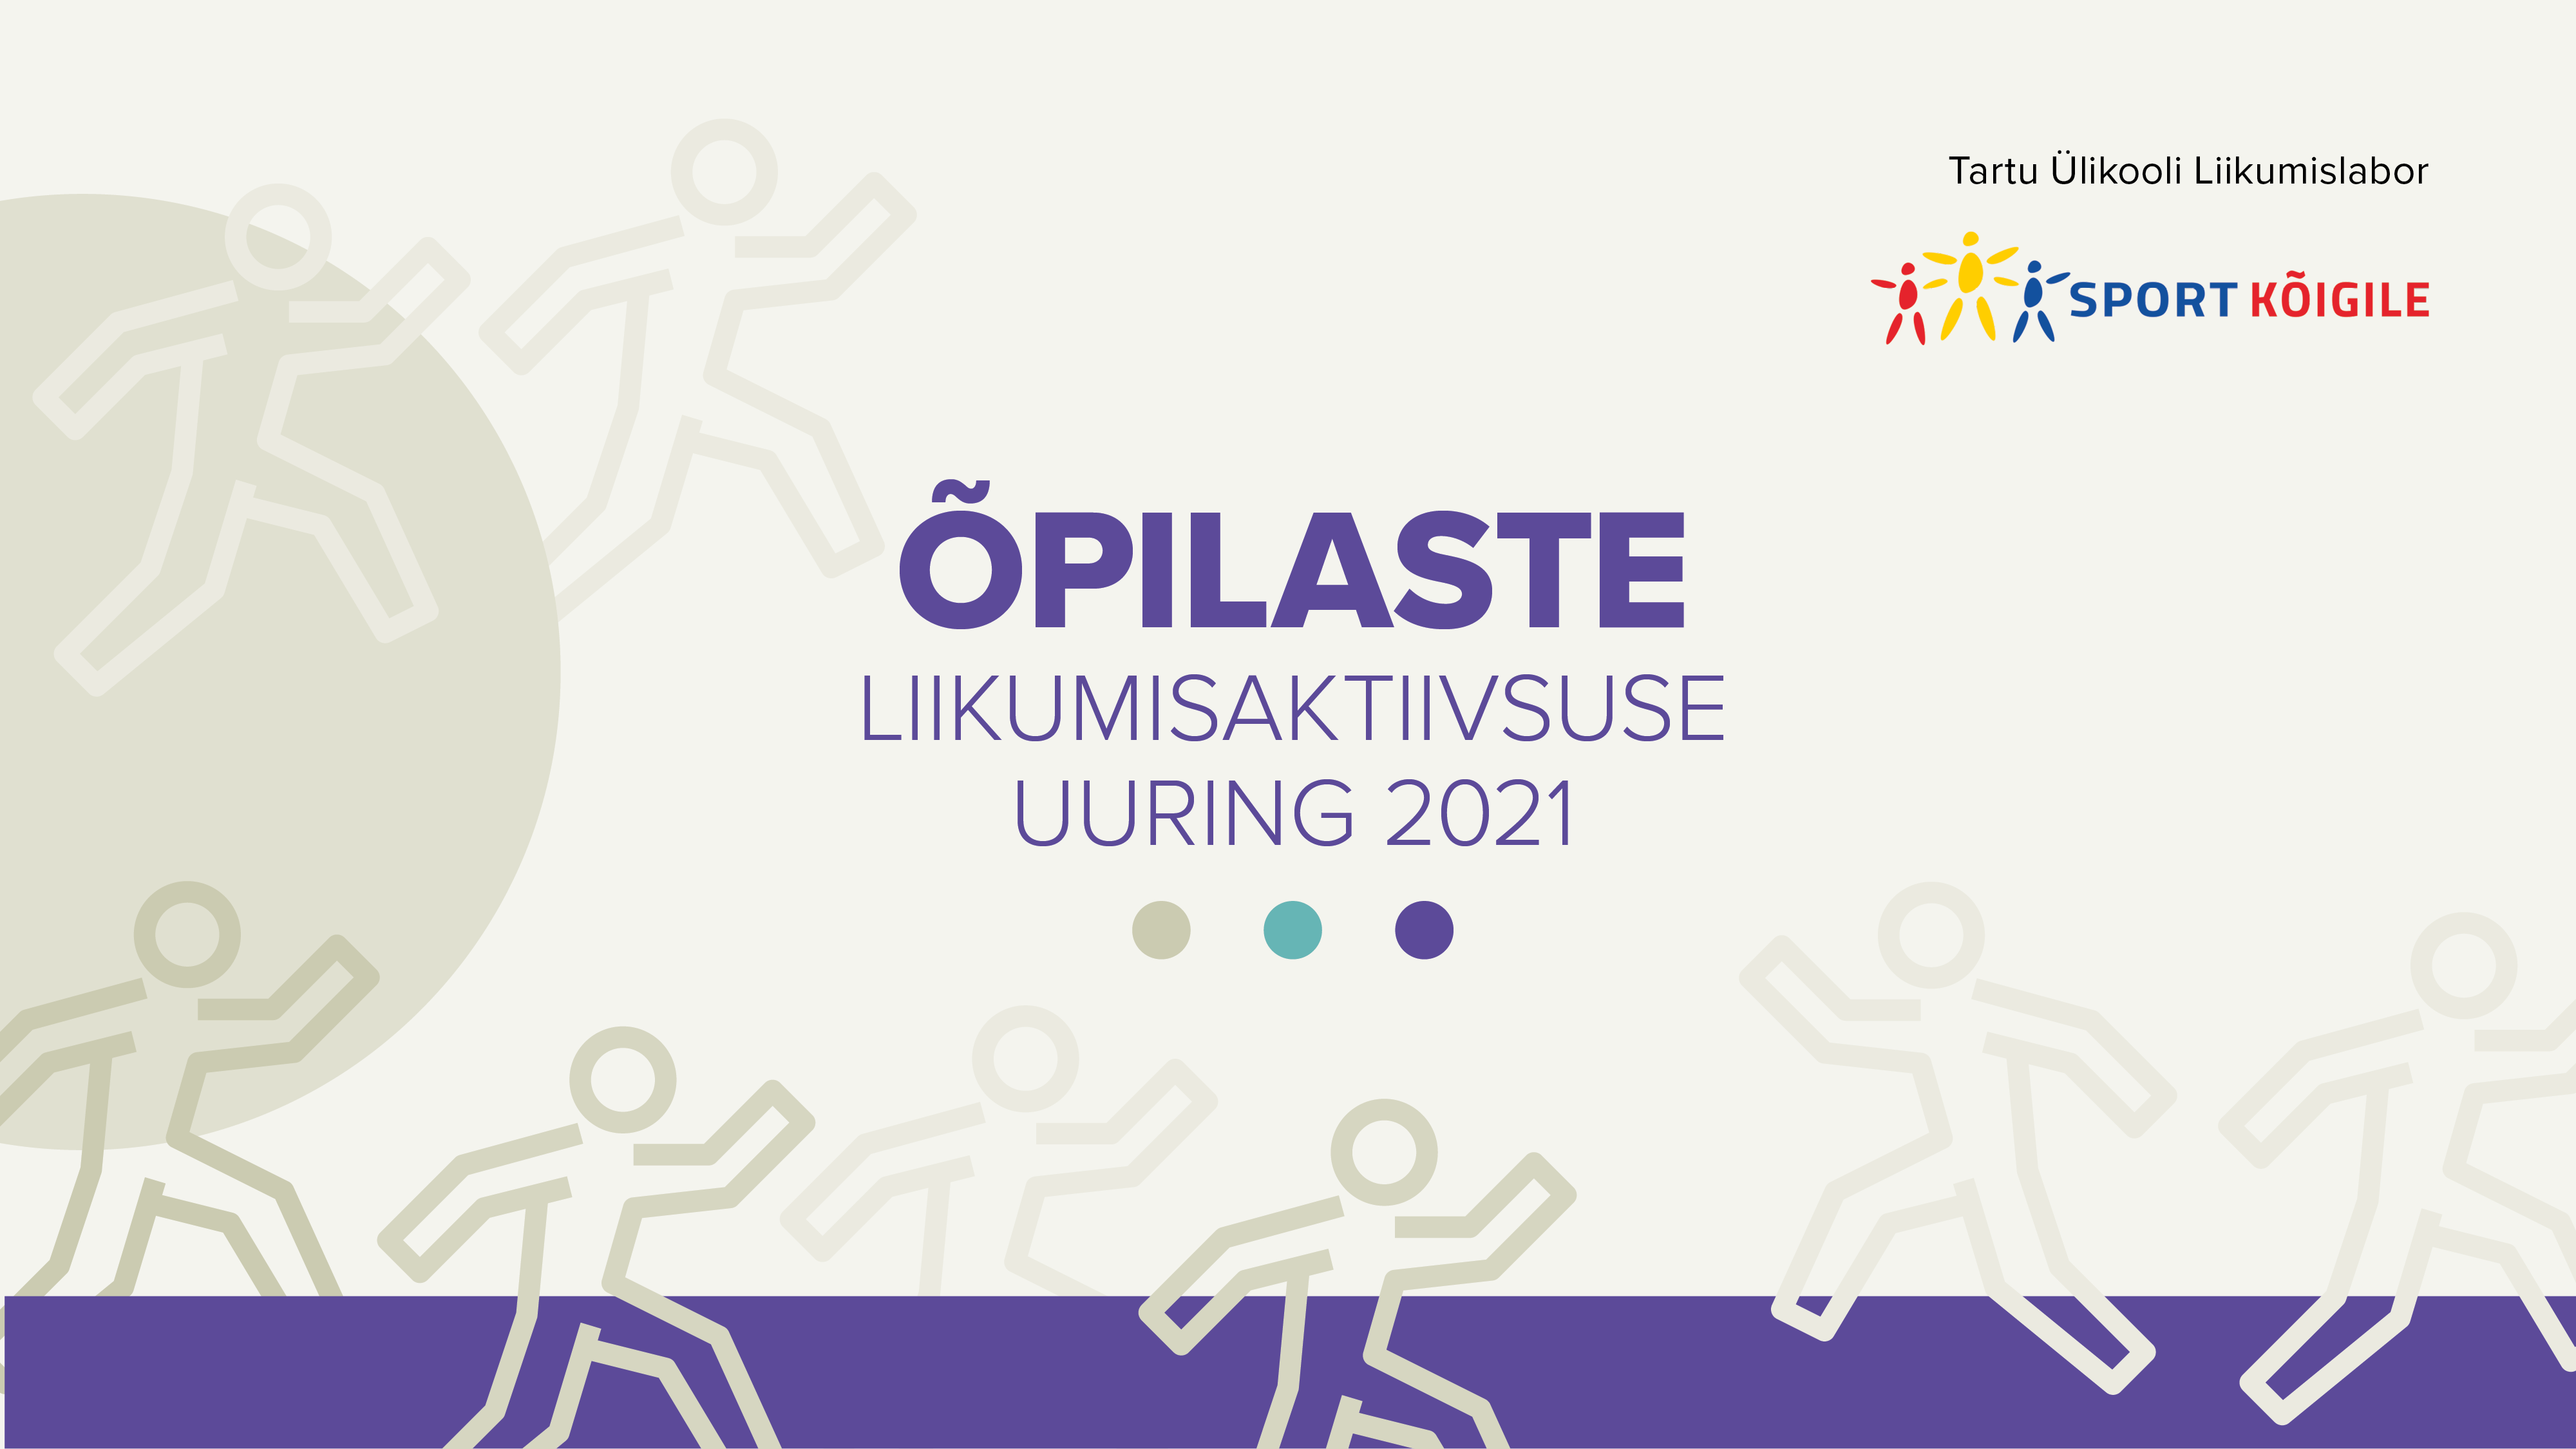 Tartu Ülikooli Liikumislabor
SPORT KÕIGILE
ÕPILASTE
LIIKUMISAKTIIVSUSE
UURING 2021